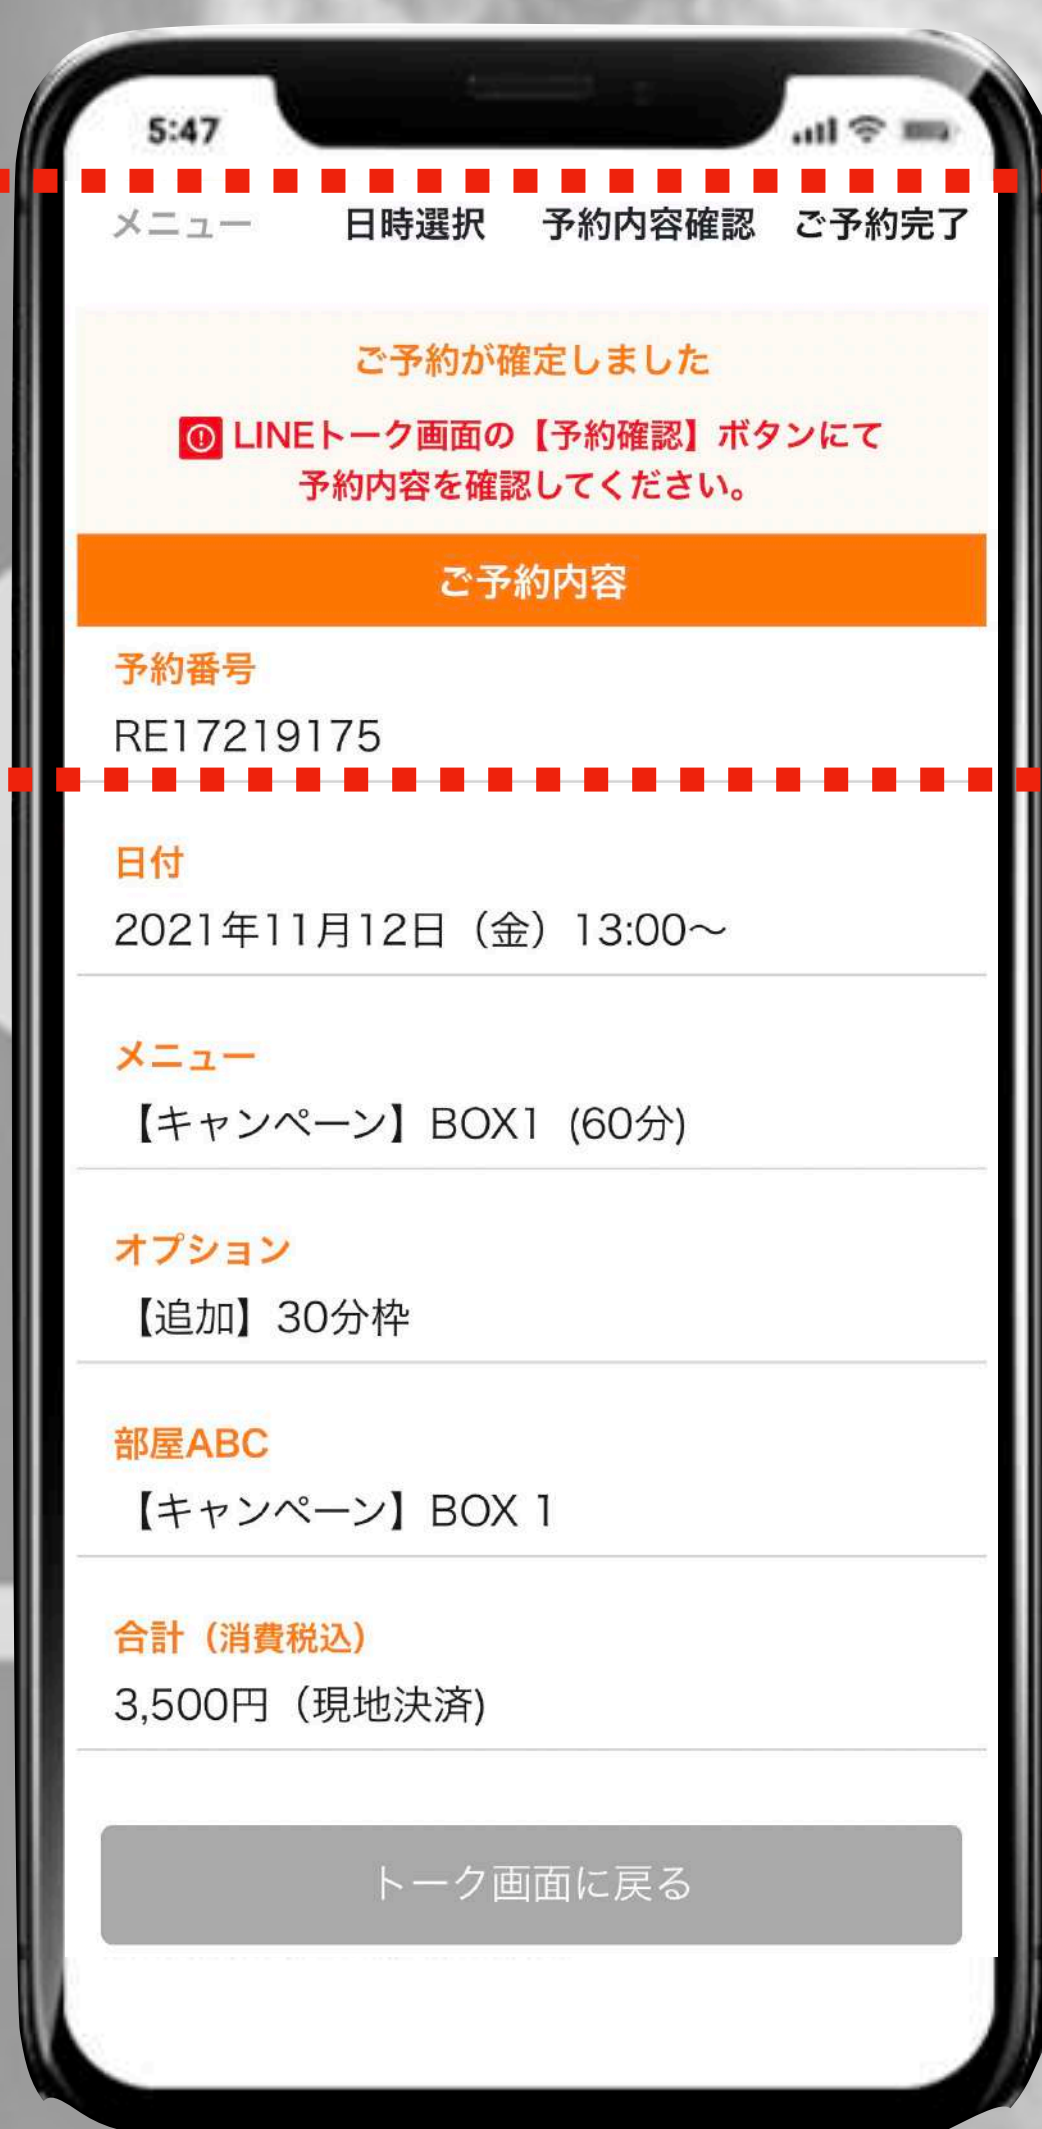 5:47
メニュー 日時選択 予約内容確認 ご予約完了
ご予約が確定しました
LINEトーク画面の【予約確認】ボタンにて
予約内容を確認してください。
ご予約内容
予約番号
RE17219175
日付
2021年11月12日（金）13:00〜
メニュー
【キャンペーン】BOX1 (60分)
オプション
【追加】30分枠
部屋ABC
【キャンペーン】BOX 1
合計（消費税込）
3,500円（現地決済)
トーク画面に戻る